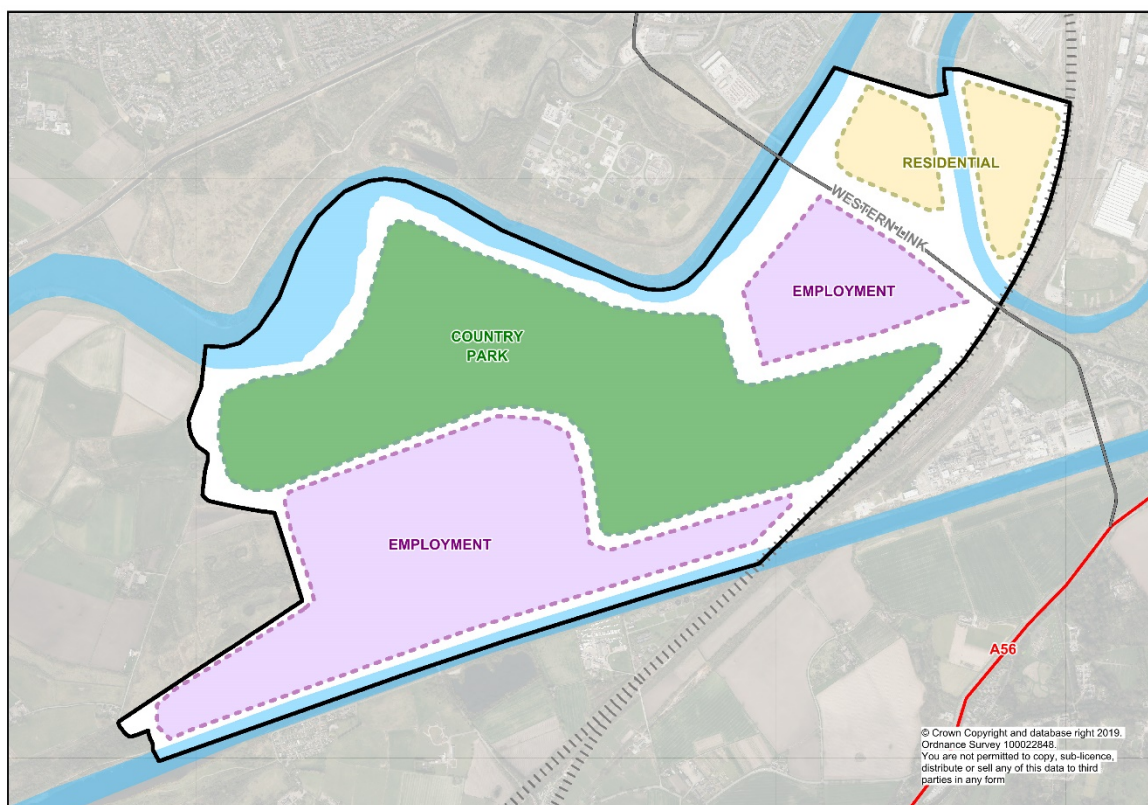 RESIDENTIAL
WESTERN LINK
EMPLOYMENT
COUNTRY
PARK
EMPLOYMENT
A56
© Crown Copyright and database right 2019.
Ordnance Survey 100022848.
You are not permitted to copy, sub-licence,
distribute or sell any of this data to third
parties in any form